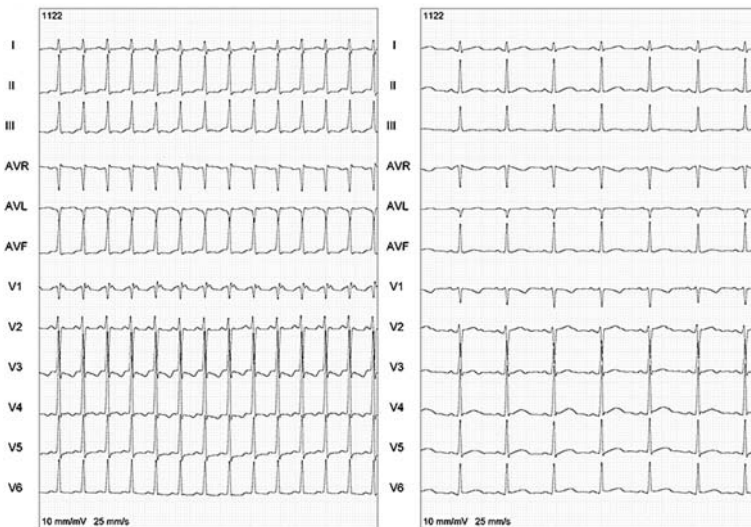 1122
I
II
III
AVR
AVL
AVF
V1
V2
V3
V4
V5
V6
10 mm/mV 25 mm/s
1122
I
II
III
AVR
AVL
AVF
V1
V2
V3
V4
V5
V6
10 mm/mV 25 mm/s